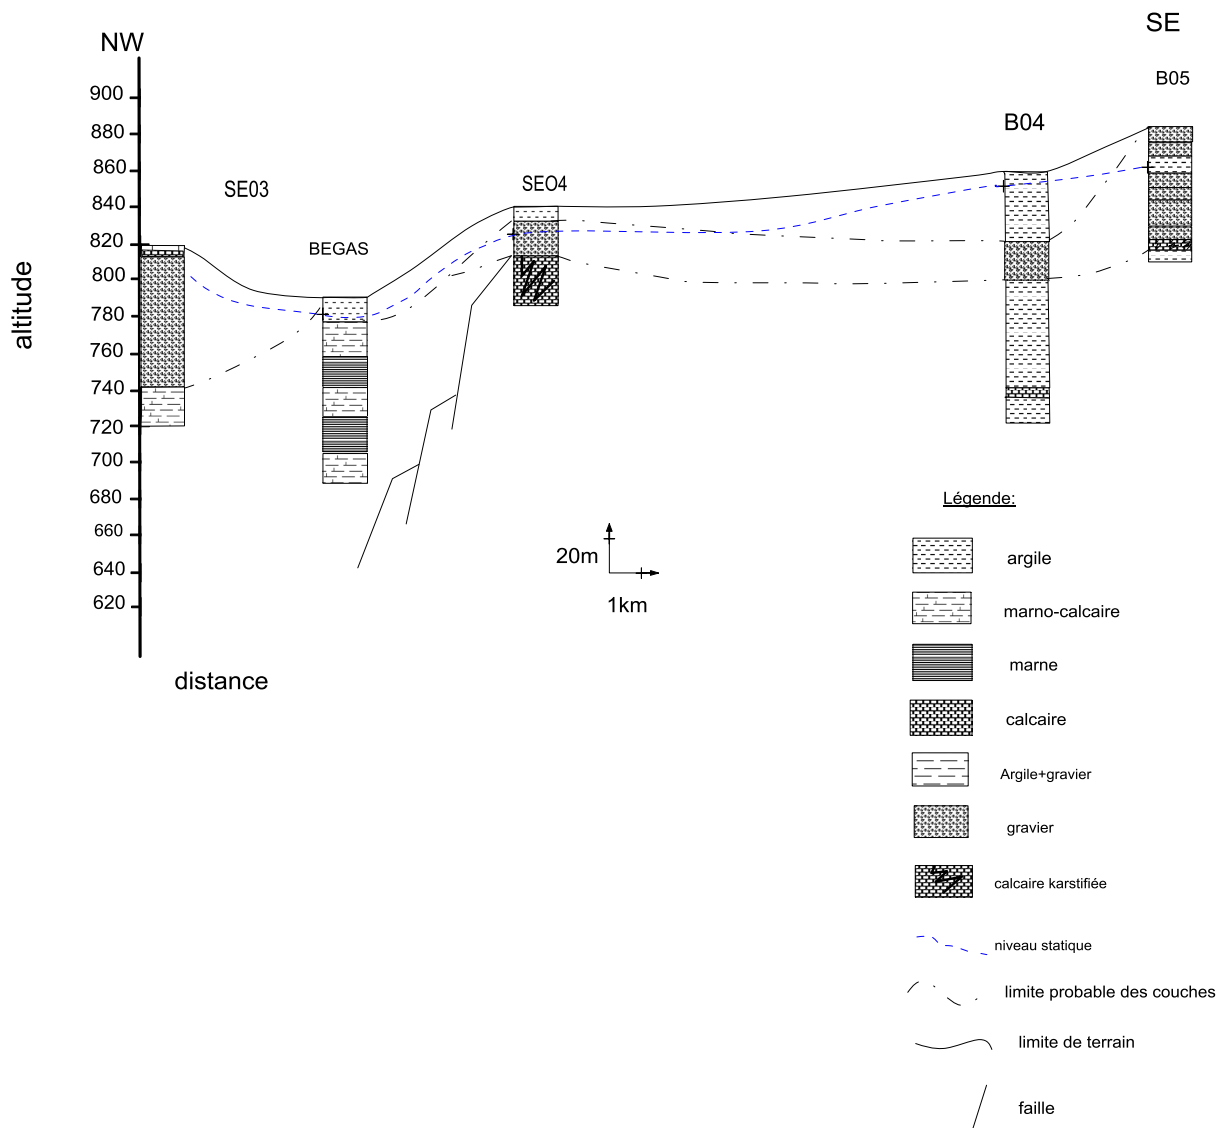 NW
SE
900
880
860
840
820
800
780
760
740
720
700
680
660
640
620
altitude
distance
SE03
BEGAS
SEO4
B04
B05
20m
1km
Légende:
argile
marno-calcaire
marne
calcaire
Argile+gravier
gravier
calcaire karstifiée
niveau statique
limite probable des couches
limite de terrain
faille